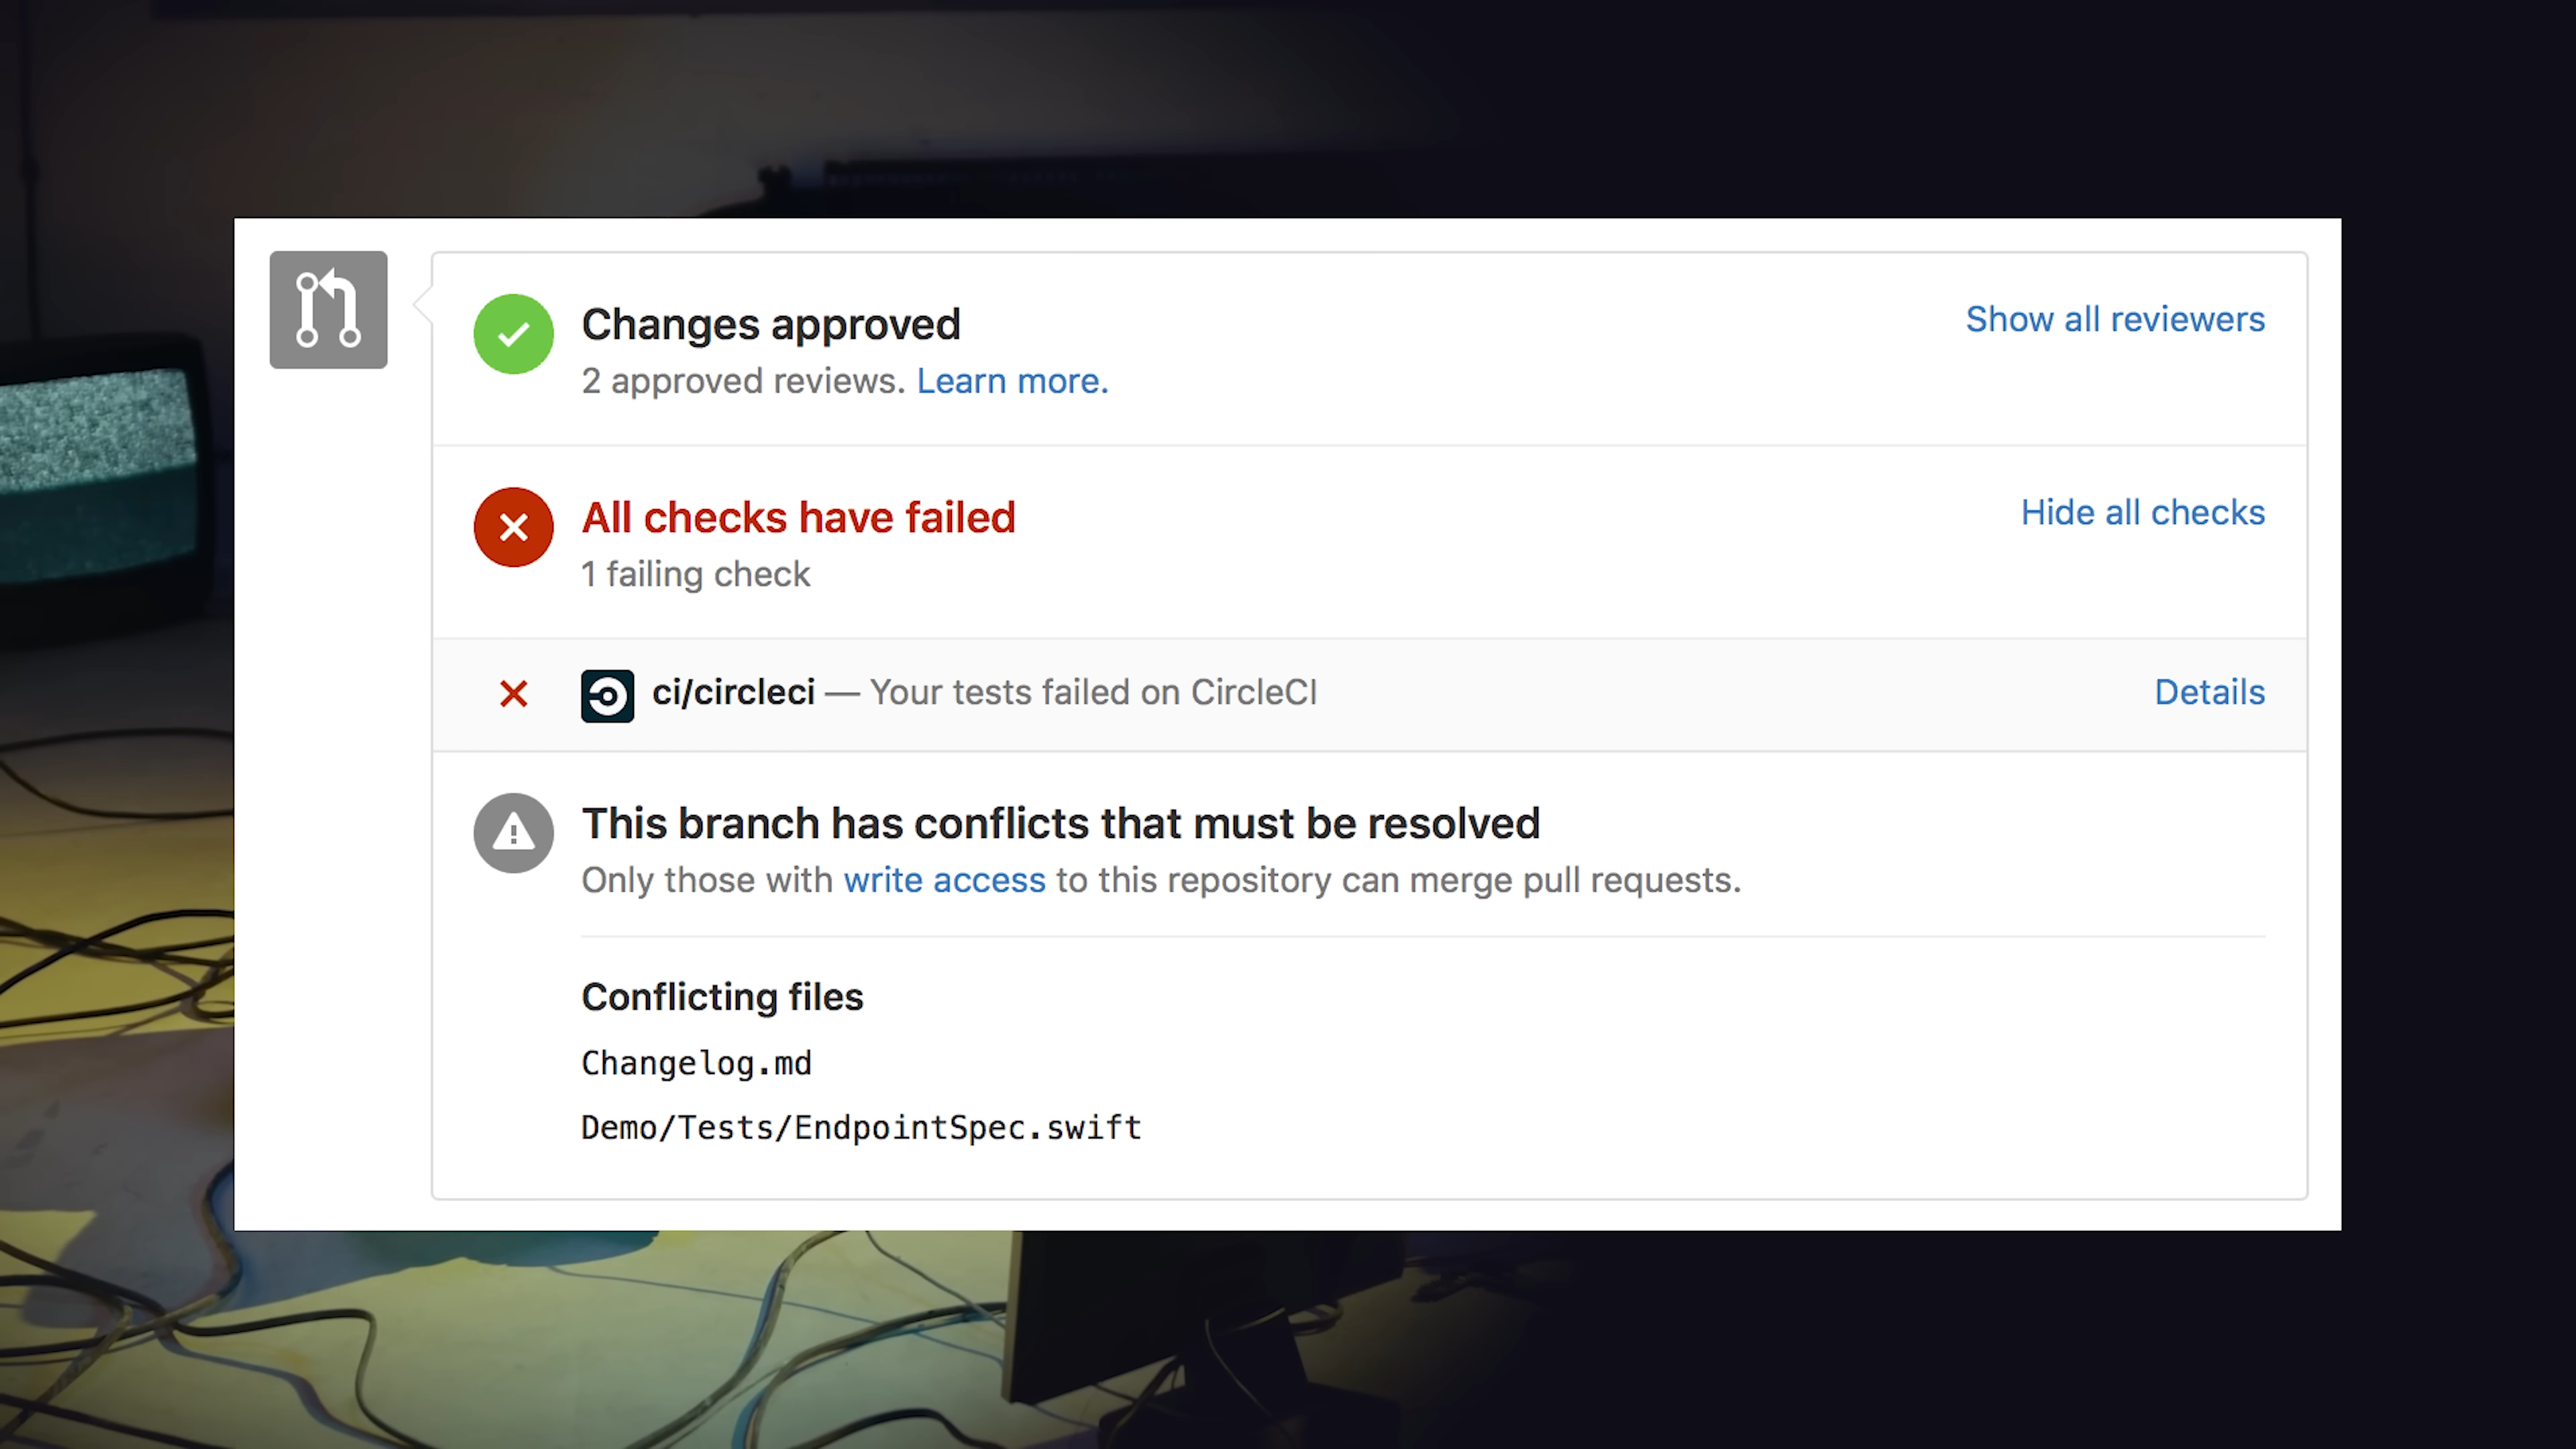 Changes approved
Show all reviewers
2 approved reviews. Learn more.
All checks have failed
Hide all checks
1 failing check
ci/circleci — Your tests failed on CircleCI
Details
This branch has conflicts that must be resolved
Only those with write access to this repository can merge pull requests.
Conflicting files
Changelog.md
Demo/Tests/EndpointSpec.swift